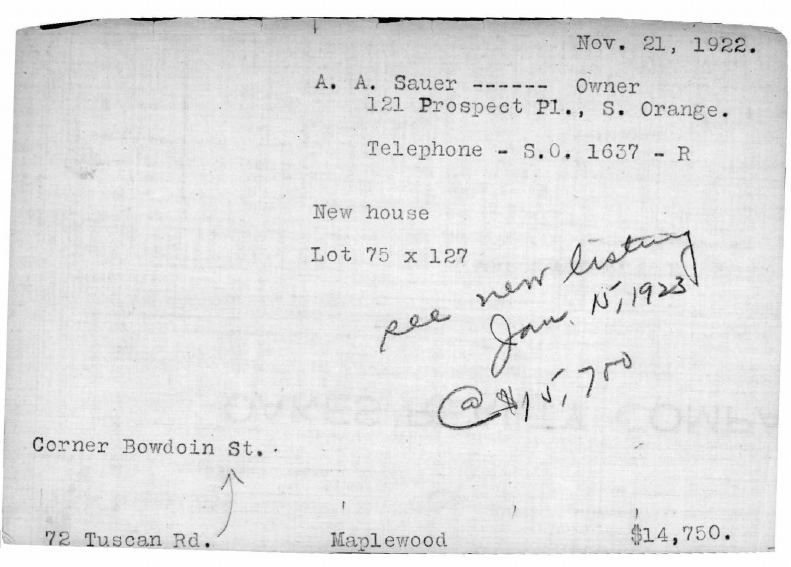 Nov. 21, 1922.
A. A. Sauer ------ Owner
121 Prospect Pl., S. Orange.
Telephone - S.O. 1637 - R
New house
Lot 75 x 127
see new listing
Jan. 15, 1923
@ $15,750
Corner Bowdoin St.
72 Tuscan Rd. Maplewood $14,750.